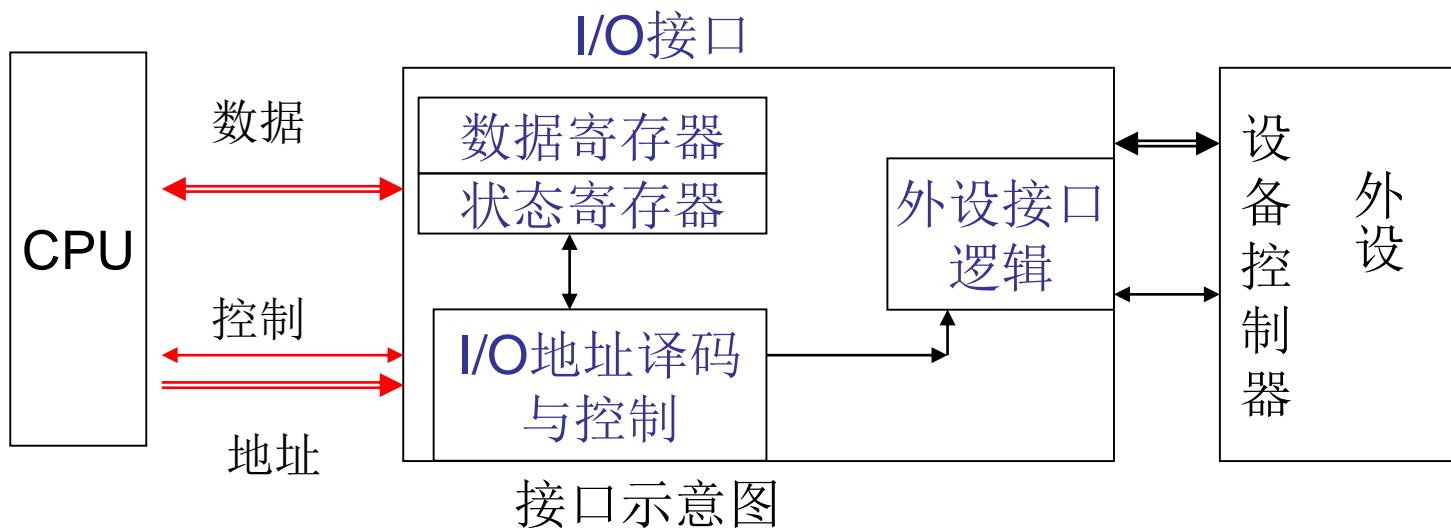 I/O接口
CPU
数据
控制
地址
数据寄存器
状态寄存器
I/O地址译码
与控制
外设接口
逻辑
设备控制器
外设
接口示意图